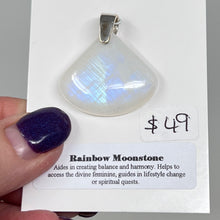 $49
Rainbow Moonstone
Aides in creating balance and harmony. Helps to
access the divine feminine, guides in lifestyle change
or spiritual quests.